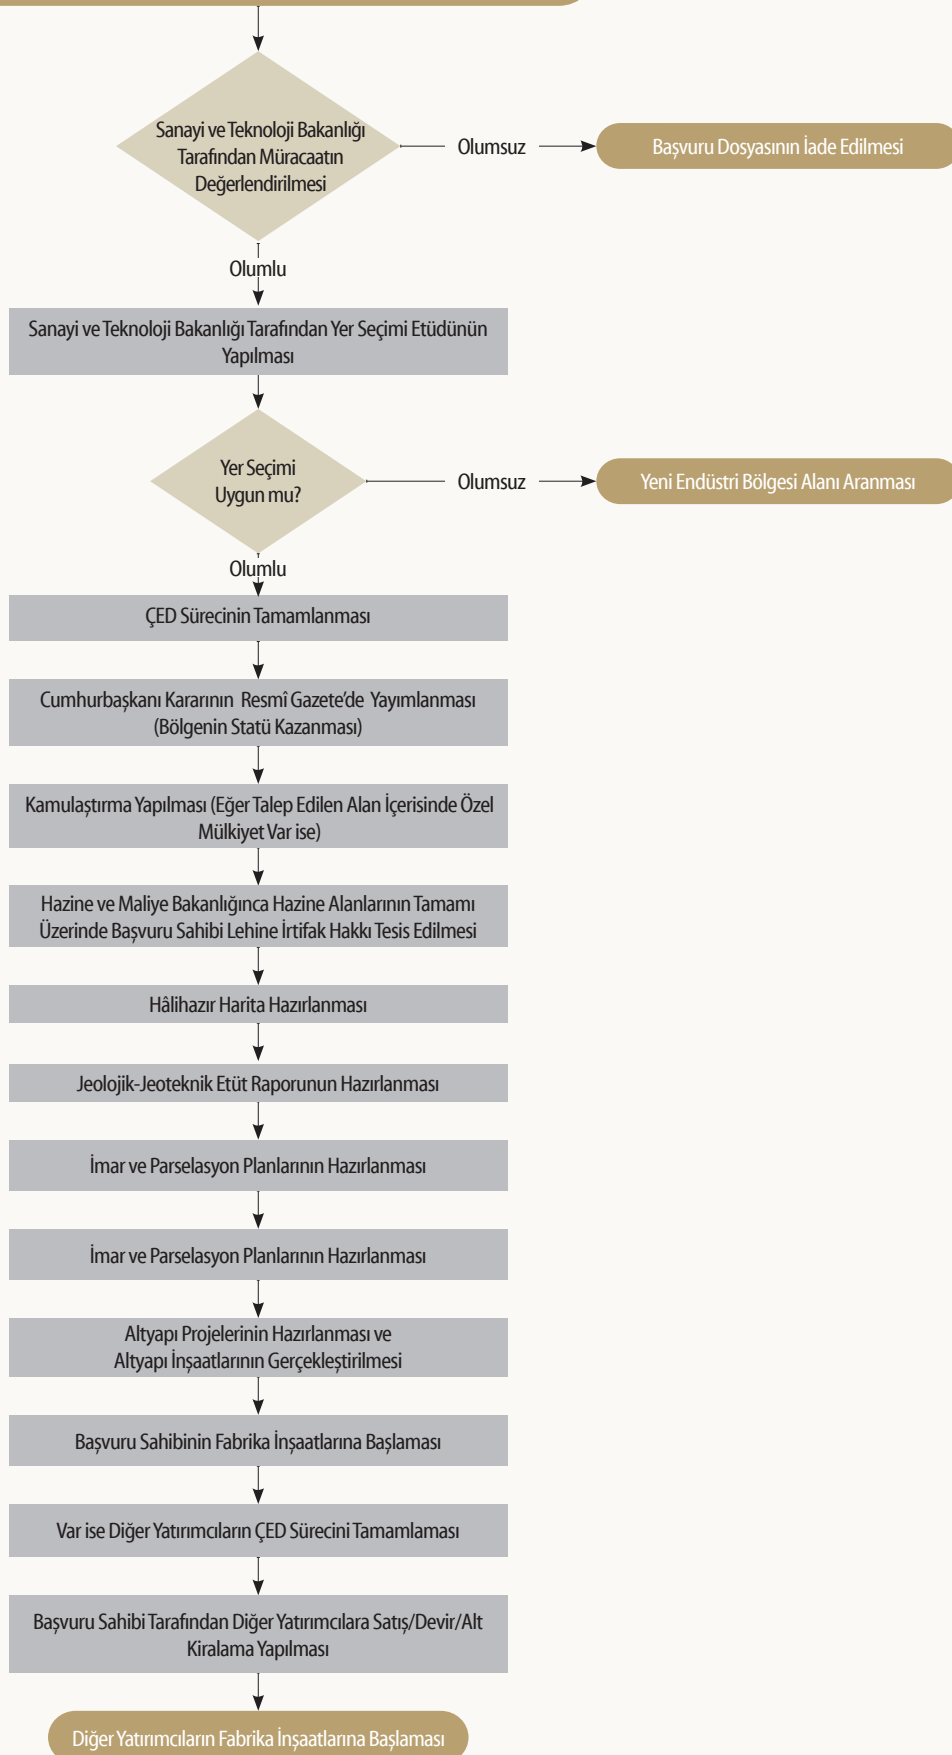 Sanayi ve Teknoloji Bakanlığı
Tarafından Müracaatın
Değerlendirilmesi
Olumsuz
Başvuru Dosyasının İade Edilmesi
Olumlu
Sanayi ve Teknoloji Bakanlığı Tarafından Yer Seçimi Etüdünün
Yapılması
Yer Seçimi
Uygun mu?
Olumsuz
Yeni Endüstri Bölgesi Alanı Aranması
Olumlu
ÇED Sürecinin Tamamlanması
Cumhurbaşkanı Kararının Resmî Gazete’de Yayımlanması
(Bölgenin Statü Kazanması)
Kamulaştırma Yapılması (Eğer Talep Edilen Alan İçerisinde Özel
Mülkiyet Var ise)
Hazine ve Maliye Bakanlığınca Hazine Alanlarının Tamamı
Üzerinde Başvuru Sahibi Lehine İrtifak Hakkı Tesis Edilmesi
Hâlihazır Harita Hazırlanması
Jeolojik-Jeoteknik Etüt Raporunun Hazırlanması
İmar ve Parselasyon Planlarının Hazırlanması
İmar ve Parselasyon Planlarının Hazırlanması
Altyapı Projelerinin Hazırlanması ve
Altyapı İnşaatlarının Gerçekleştirilmesi
Başvuru Sahibinin Fabrika İnşaatlarına Başlaması
Var ise Diğer Yatırımcıların ÇED Sürecini Tamamlaması
Başvuru Sahibi Tarafından Diğer Yatırımcılara Satış/Devir/Alt
Kiralama Yapılması
Diğer Yatırımcıların Fabrika İnşaatlarına Başlaması